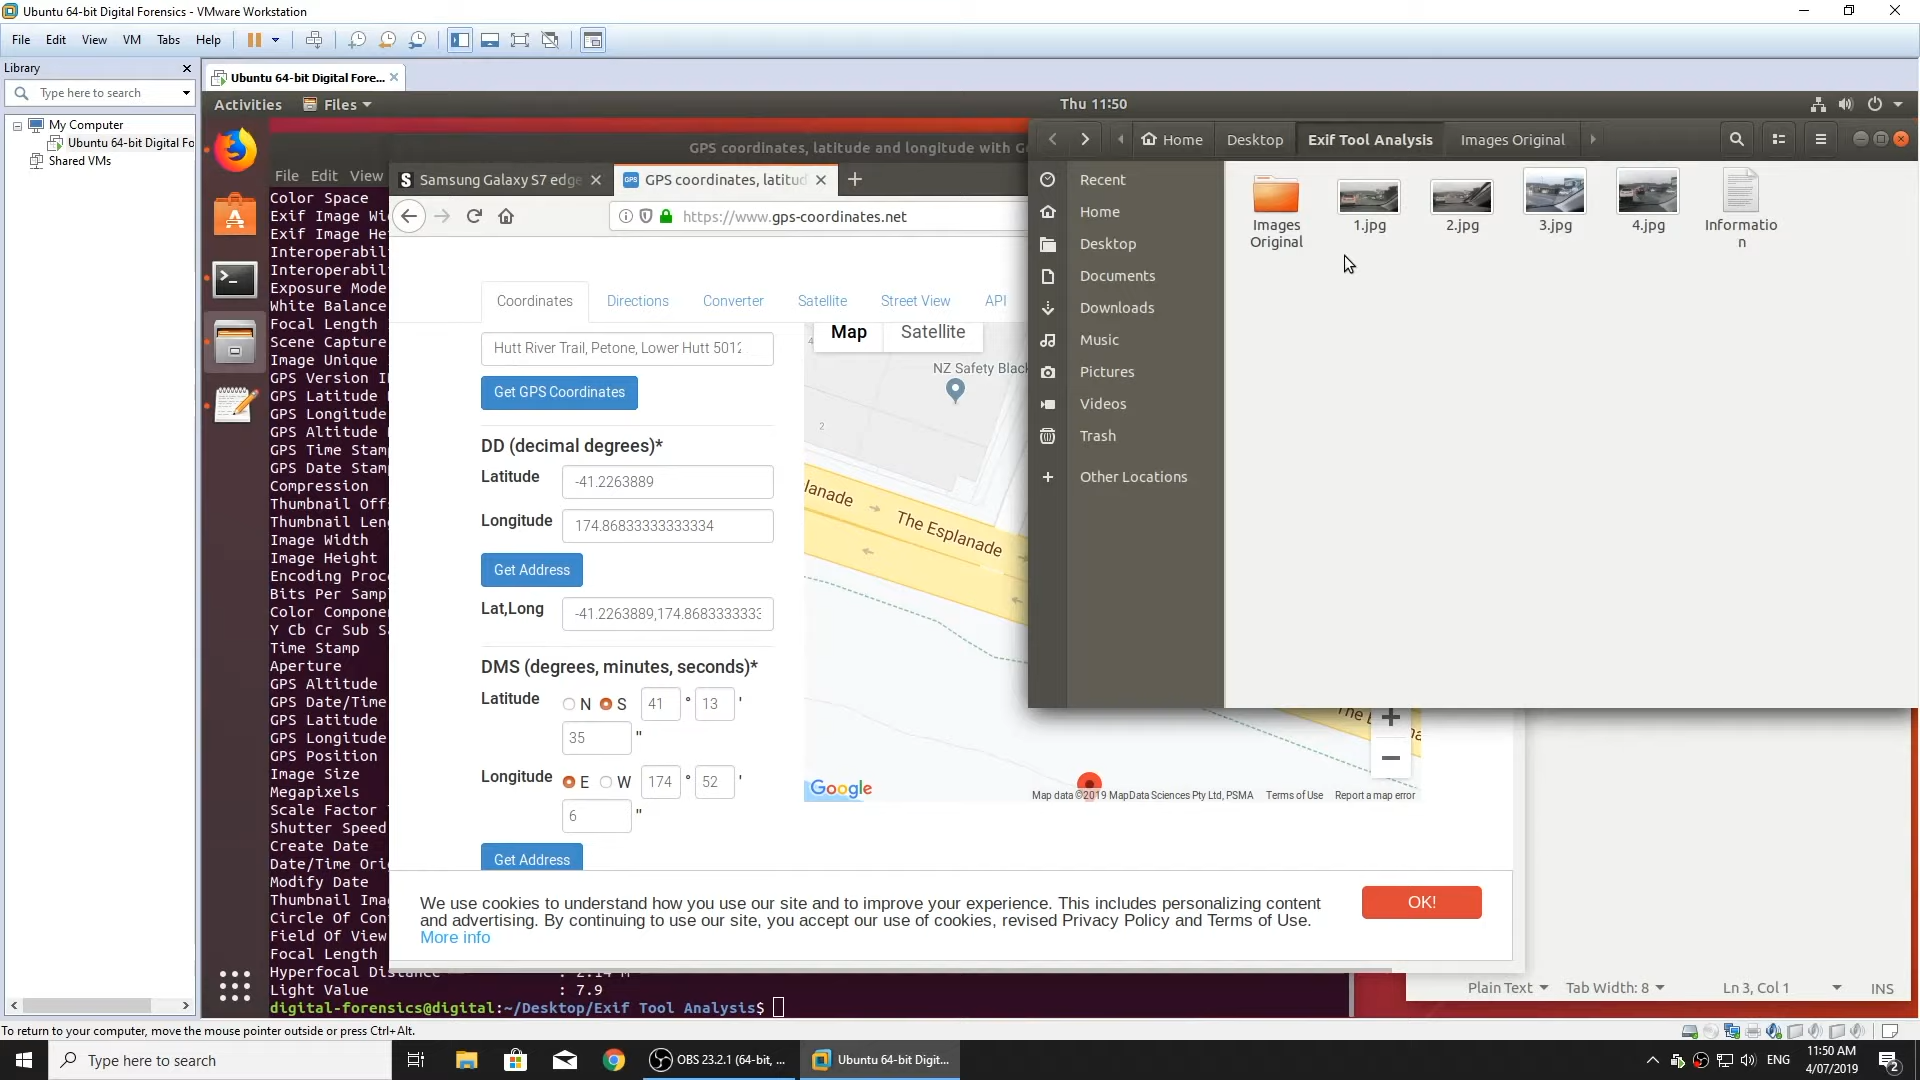 Ubuntu 64-bit Digital Forensics - VMware Workstation
File Edit View VM Tabs Help
Library
Type here to search
My Computer
Ubuntu 64-bit Digital Fo
Shared VMs
Ubuntu 64-bit Digital Fore...
Activities Files Thu 11:50
GPS coordinates, latitude and longitude with G
File Edit View
Samsung Galaxy S7 edge
GPS coordinates, latitud
https://www.gps-coordinates.net
Coordinates Directions Converter Satellite Street View API
Hutt River Trail, Petone, Lower Hutt 5012
Get GPS Coordinates
DD (decimal degrees)*
Latitude -41.2263889
Longitude 174.86833333333334
Get Address
Lat,Long -41.2263889,174.8683333333
DMS (degrees, minutes, seconds)*
Latitude N S 41 ° 13 '
35 "
Longitude E W 174 ° 52 '
6 "
Get Address
Map Satellite
4
NZ Safety Black
2
lanade
The Esplanade
The E
Google
Map data ©2019 MapData Sciences Pty Ltd, PSMA Terms of Use Report a map error
We use cookies to understand how you use our site and to improve your experience. This includes personalizing content
and advertising. By continuing to use our site, you accept our use of cookies, revised Privacy Policy and Terms of Use.
More info
OK!
Home Desktop Exif Tool Analysis Images Original
Recent
Home
Desktop
Documents
Downloads
Music
Pictures
Videos
Trash
Other Locations
Images
Original
1.jpg
2.jpg
3.jpg
4.jpg
Informatio
n
Color Space
Exif Image Wi
Exif Image He
Interoperabil
Interoperabil
Exposure Mode
White Balance
Focal Length
Scene Capture
Image Unique
GPS Version I
GPS Latitude
GPS Longitude
GPS Altitude
GPS Time Stam
GPS Date Stam
Compression
Thumbnail Off
Thumbnail Len
Image Width
Image Height
Encoding Proc
Bits Per Samp
Color Compone
Y Cb Cr Sub S
Time Stamp
Aperture
GPS Altitude
GPS Date/Time
GPS Latitude
GPS Longitude
GPS Position
Image Size
Megapixels
Scale Factor
Shutter Speed
Create Date
Date/Time Ori
Modify Date
Thumbnail Ima
Circle Of Con
Field Of View
Focal Length
Hyperfocal Distance : 2.14 m
Light Value : 7.9
digital-forensics@digital:~/Desktop/Exif Tool Analysis$
Plain Text Tab Width: 8 Ln 3, Col 1 INS
To return to your computer, move the mouse pointer outside or press Ctrl+Alt.
Type here to search
OBS 23.2.1 (64-bit, ...
Ubuntu 64-bit Digit...
ENG
11:50 AM
4/07/2019
2